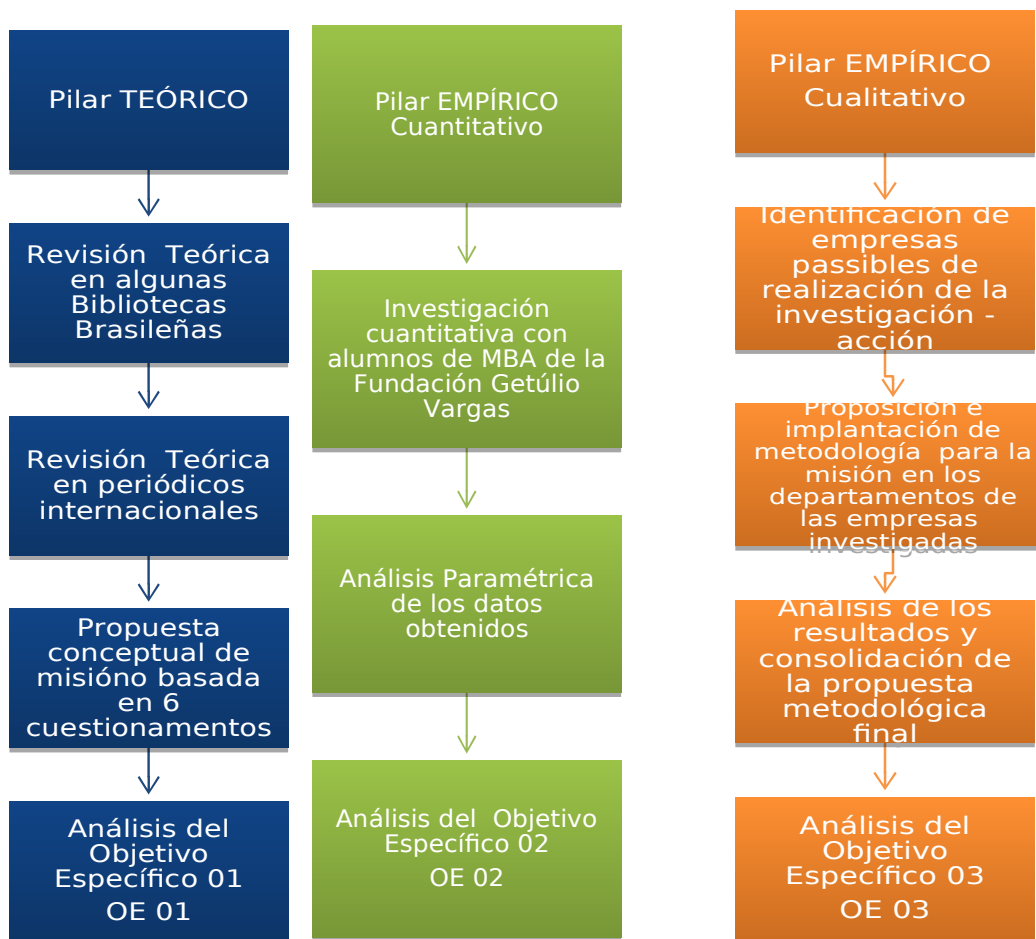 Pilar TEÓRICO
Revisión Teórica
en algunas
Bibliotecas
Brasileñas
Revisión Teórica
en periódicos
internacionales
Propuesta
conceptual de
misióno basada
en 6
cuestionamentos
Análisis del
Objetivo
Específico 01
OE 01
Pilar EMPÍRICO
Cuantitativo
Investigación
cuantitativa con
alumnos de MBA de la
Fundación Getúlio
Vargas
Análisis Paramétrica
de los datos
obtenidos
Análisis del Objetivo
Específico 02
OE 02
Pilar EMPÍRICO
Cualitativo
Identificación de
empresas
passibles de
realización de la
investigación -
acción
Proposición e
implantación de
metodología para la
misión en los
departamentos de
las empresas
investigadas
Análisis de los
resultados y
consolidación de
la propuesta
metodológica
final
Análisis del
Objetivo
Específico 03
OE 03